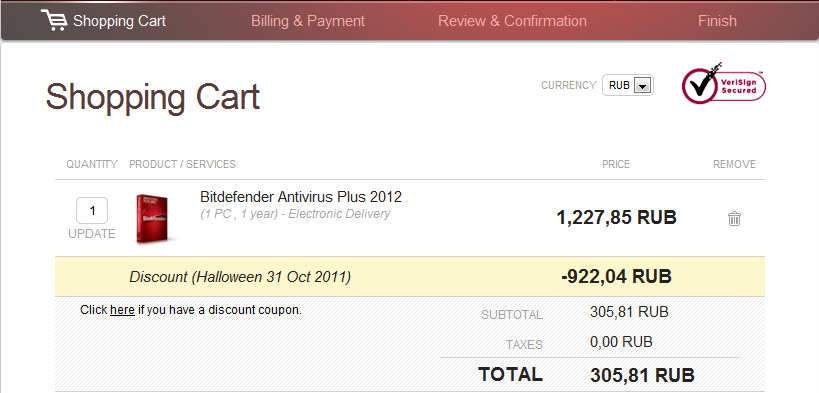 Shopping Cart Billing & Payment Review & Confirmation Finish
Shopping Cart
CURRENCY RUB
VeriSign
Secured
™
QUANTITY PRODUCT / SERVICES PRICE REMOVE
1
UPDATE
Bitdefender
Bitdefender Antivirus Plus 2012
(1 PC , 1 year) - Electronic Delivery
1,227,85 RUB
Discount (Halloween 31 Oct 2011) -922,04 RUB
Click here if you have a discount coupon.
SUBTOTAL 305,81 RUB
TAXES 0,00 RUB
TOTAL 305,81 RUB